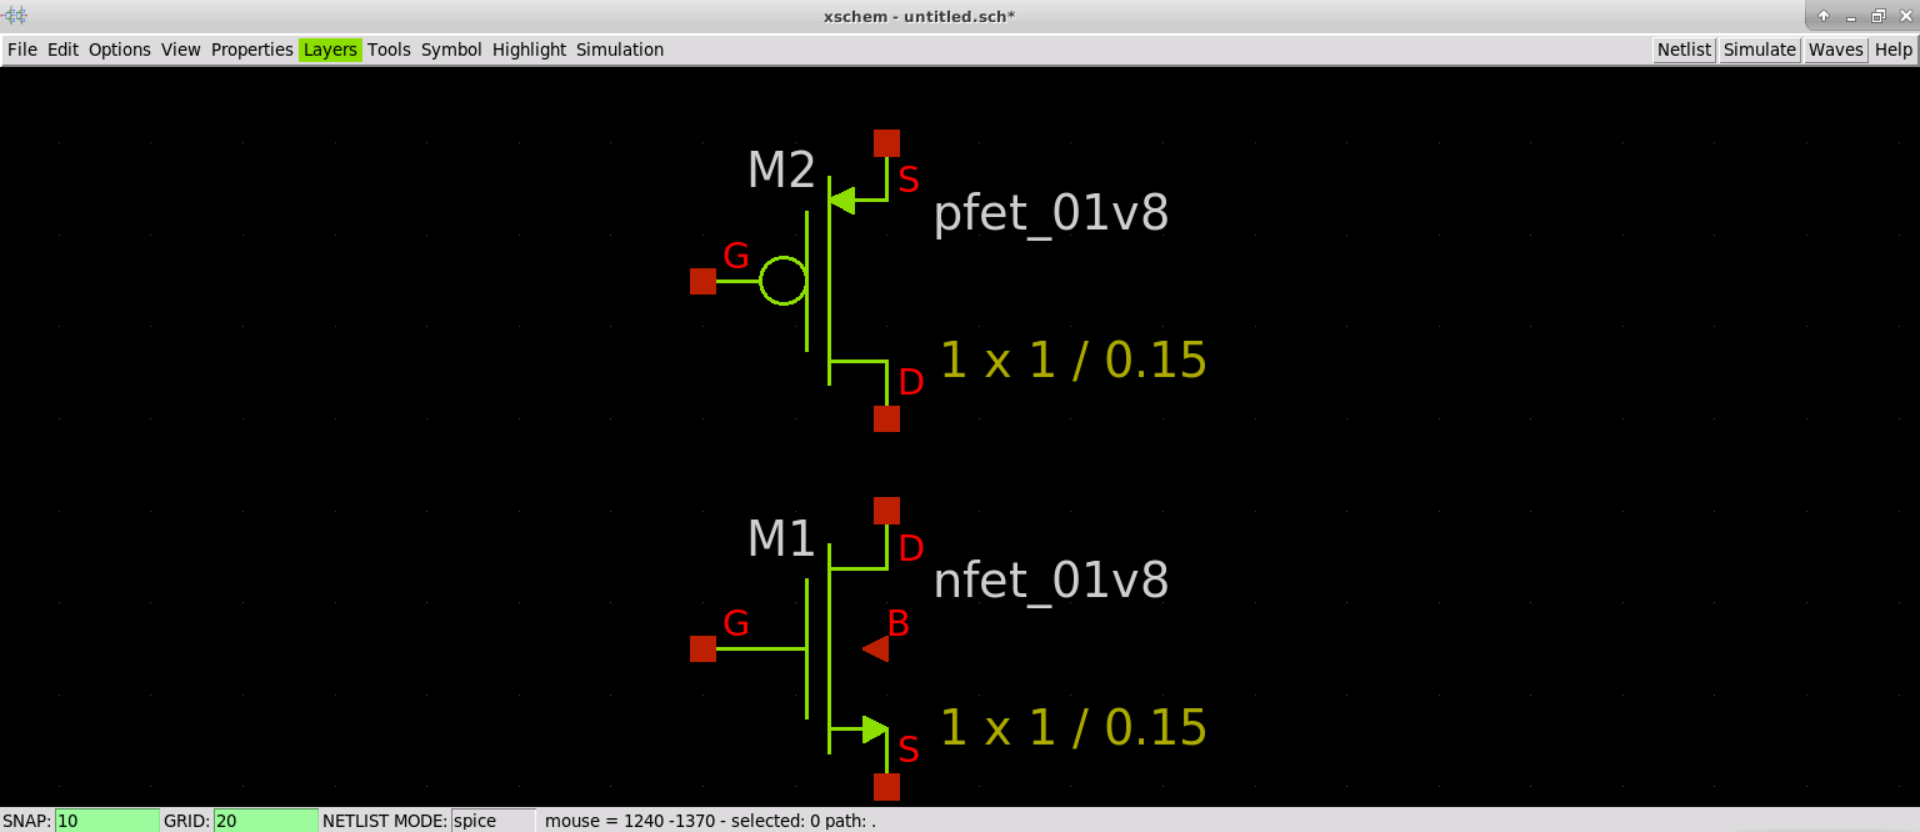 xschem - untitled.sch*
File Edit Options View Properties Layers Tools Symbol Highlight Simulation Netlist Simulate Waves Help
M2
S
pfet_01v8
G
1 x 1 / 0.15
D
M1
D
nfet_01v8
G
B
1 x 1 / 0.15
S
SNAP: 10 GRID: 20 NETLIST MODE: spice mouse = 1240 -1370 - selected: 0 path: .